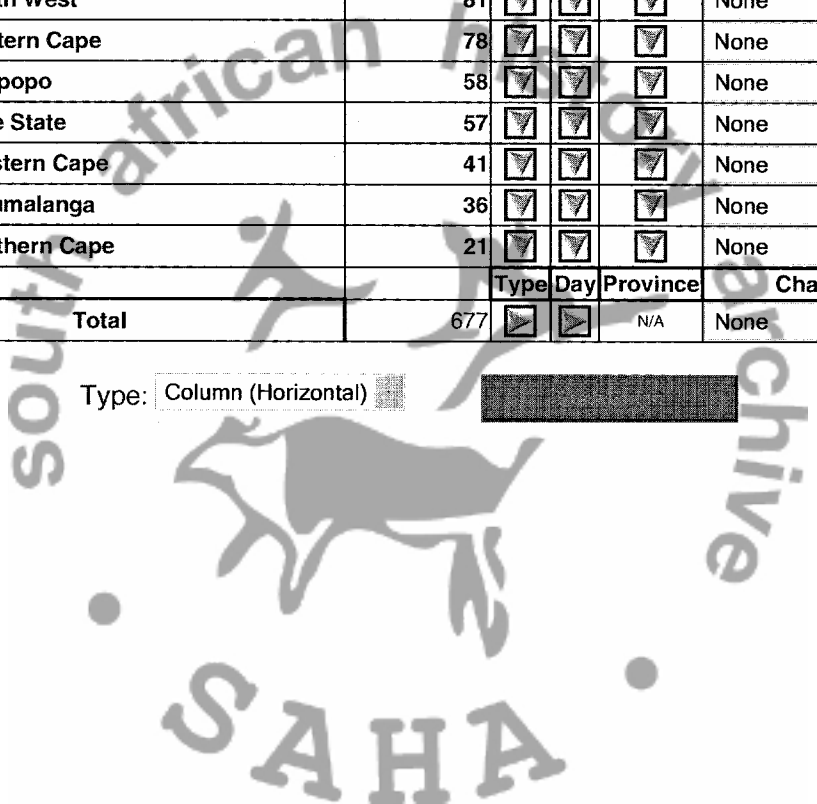 th West 81 None
tern Cape 78 None
popo 58 None
e State 57 None
stern Cape 41 None
umalanga 36 None
thern Cape 21 None
Type Day Province Cha
Total 677 N/A None
Type: Column (Horizontal)
south african history archive
SAHA